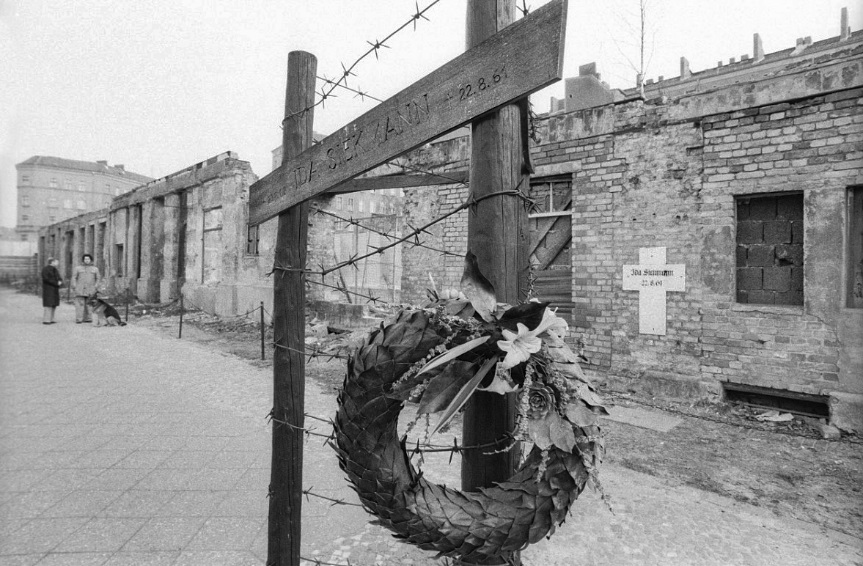 IDA SIEKMANN 22.8.61
Ida Siekmann
22.8.61